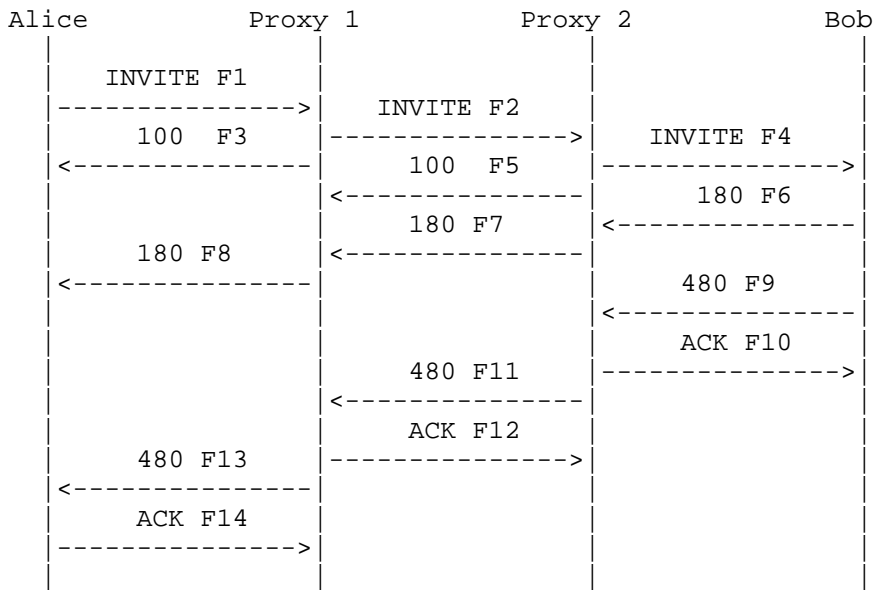 Alice Proxy 1 Proxy 2 Bob
INVITE F1
INVITE F2
100 F3
INVITE F4
100 F5
180 F6
180 F7
180 F8
480 F9
ACK F10
480 F11
ACK F12
480 F13
ACK F14